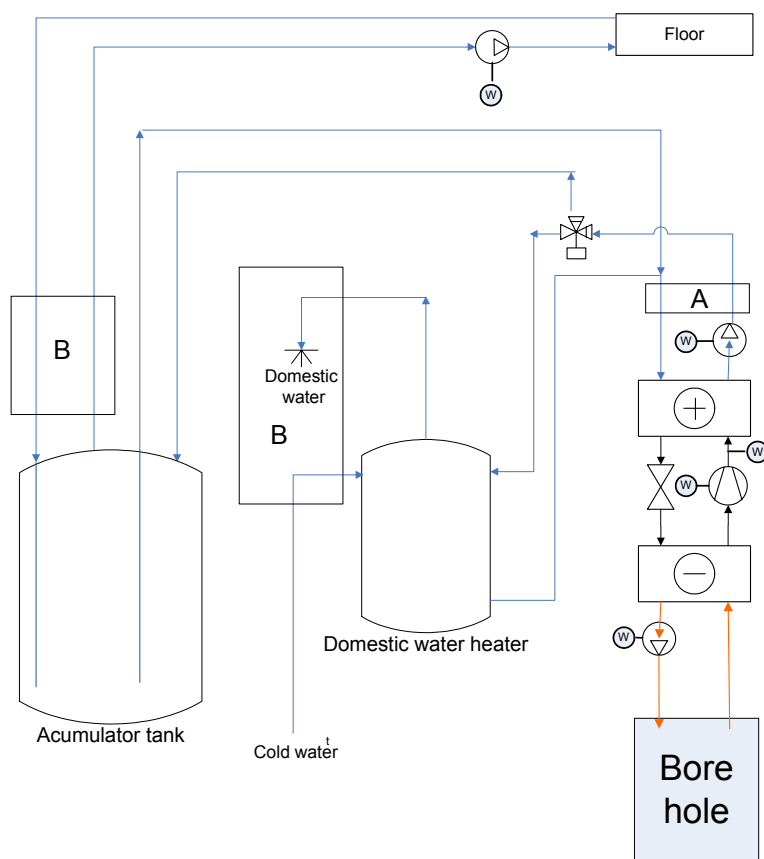 Floor
W
A
B
W
Domestic
water
B
W
W
Domestic water heater
W
Acumulator tank
t
Cold water
Bore
hole